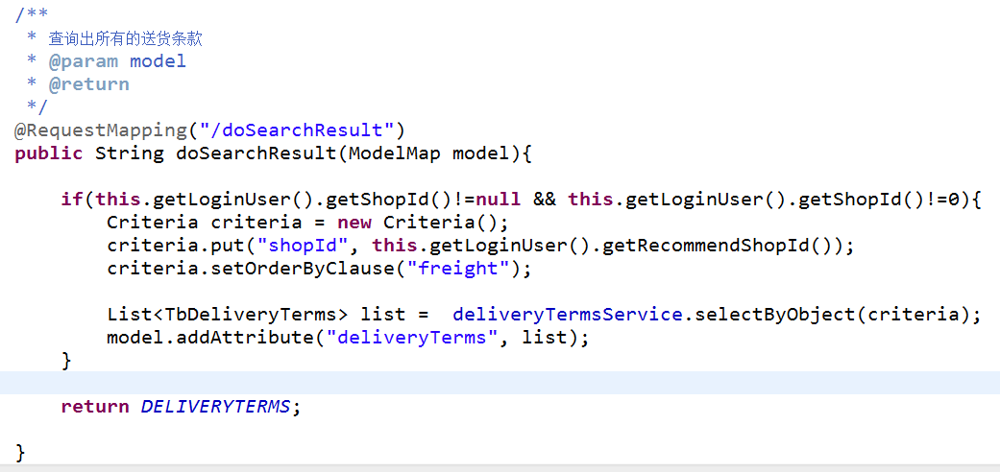 /**
 * 查询出所有的送货条款
 * @param model
 * @return
 */
@RequestMapping("/doSearchResult")
public String doSearchResult(ModelMap model){
    if(this.getLoginUser().getShopId()!=null && this.getLoginUser().getShopId()!=0){
        Criteria criteria = new Criteria();
        criteria.put("shopId", this.getLoginUser().getRecommendShopId());
        criteria.setOrderByClause("freight");
        List<TbDeliveryTerms> list =  deliveryTermsService.selectByObject(criteria);
        model.addAttribute("deliveryTerms", list);
    }
    return DELIVERYTERMS;
}